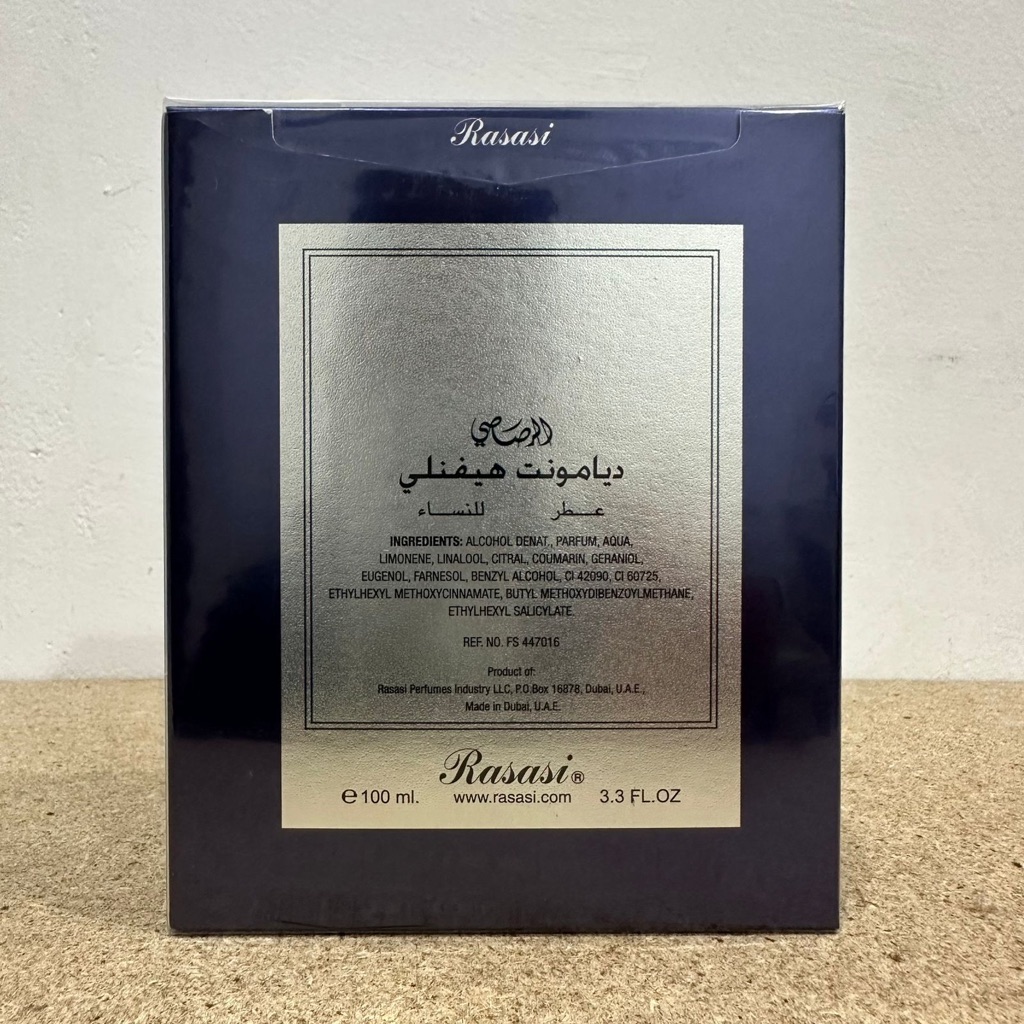 Rasasi
الرصاصي
ديامونت هيفنلي
عطر للنساء
INGREDIENTS: ALCOHOL DENAT., PARFUM, AQUA,
LIMONENE, LINALOOL, CITRAL, COUMARIN, GERANIOL,
EUGENOL, FARNESOL, BENZYL ALCOHOL, CI 42090, CI 60725,
ETHYLHEXYL METHOXYCINNAMATE, BUTYL METHOXYDIBENZOYLMETHANE,
ETHYLHEXYL SALICYLATE.
REF. NO. FS 447016
Product of:
Rasasi Perfumes Industry LLC, P.O Box 16878, Dubai, U.A.E.,
Made in Dubai, U.A.E.
Rasasi®
℮ 100 ml. www.rasasi.com 3.3 FL.OZ